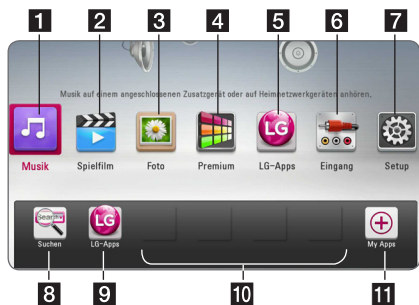 1 2 3 4 5 6 7
Musik auf einem angeschlossenen Zusatzgerät oder auf Heimnetzwerkgeräten anhören.
LG
Musik Spielfilm Foto Premium LG-Apps Eingang Setup
Search
LG
Suchen LG-Apps My Apps
8 9 10 11